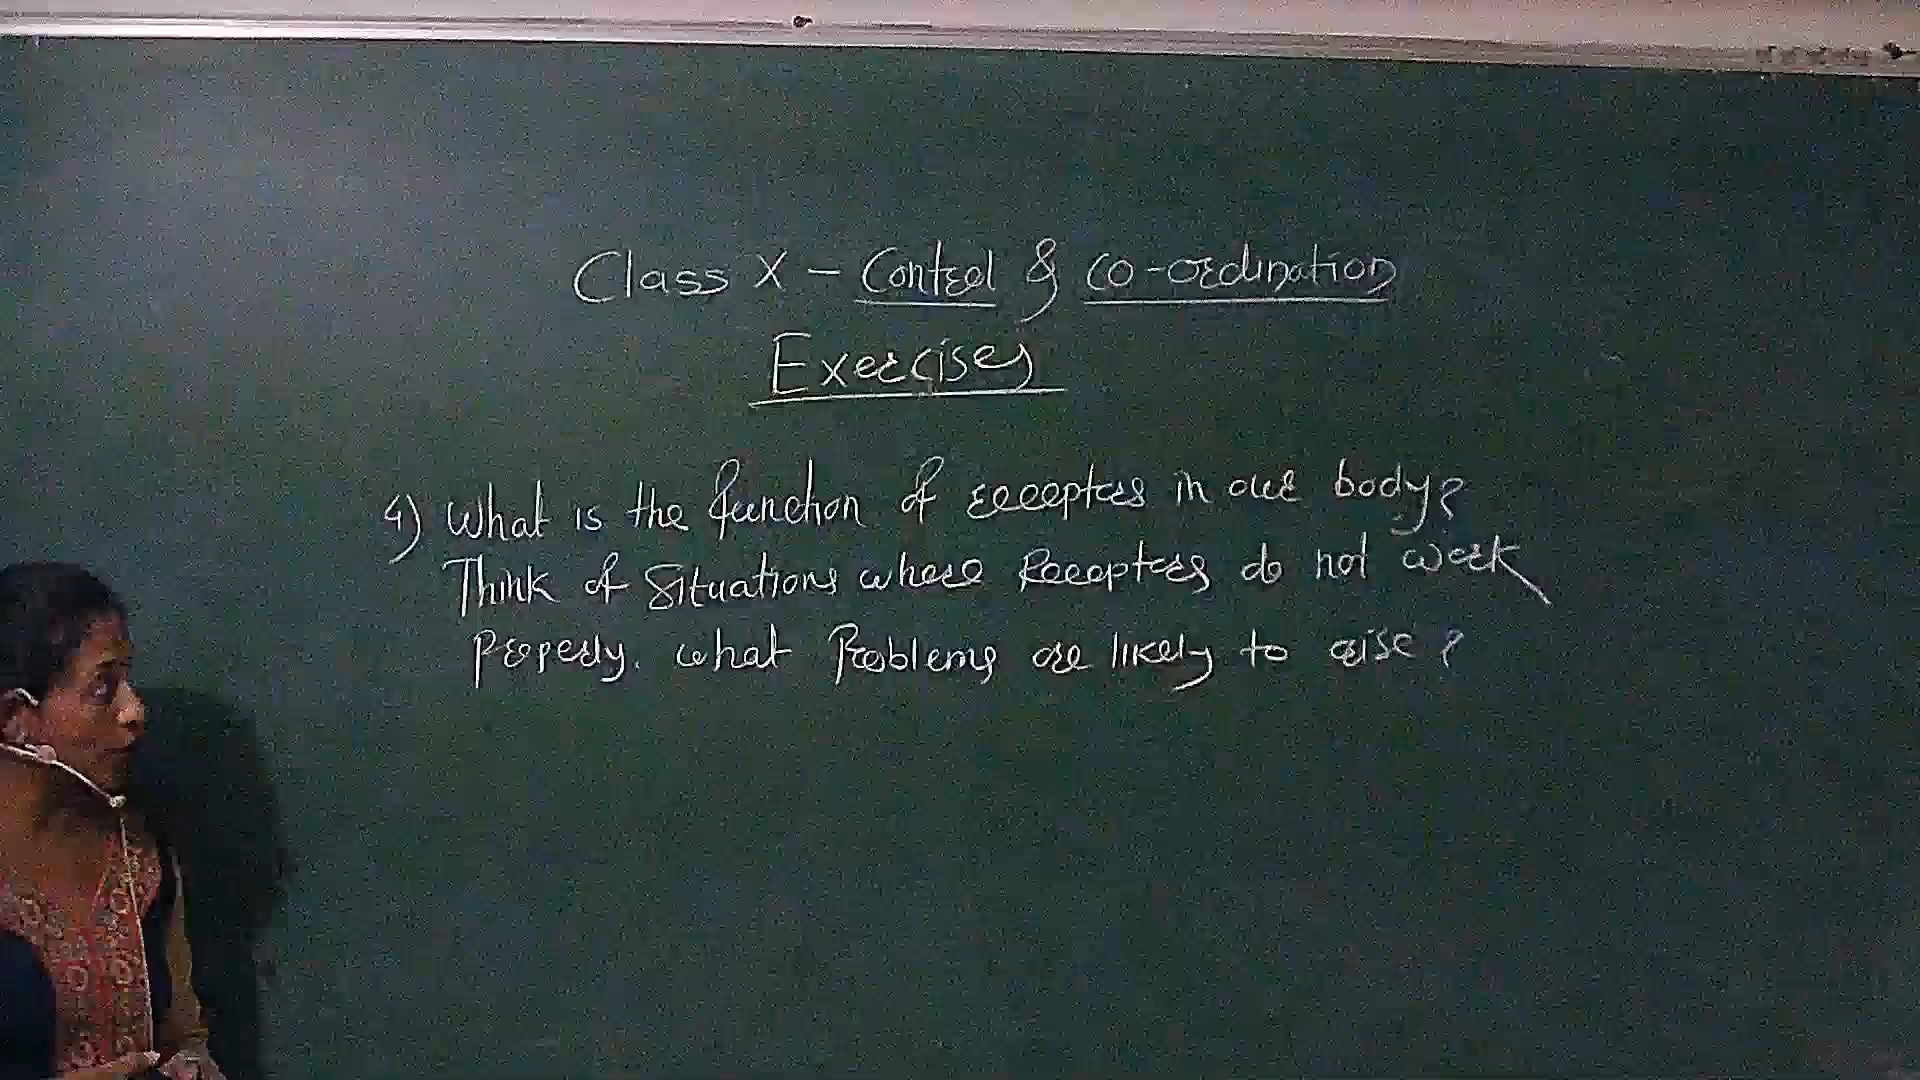 Class X - Control & Co-ordination
Exercises
4) What is the function of receptors in our body?
Think of situations where Receptors do not work
Properly. what Problems are likely to arise?